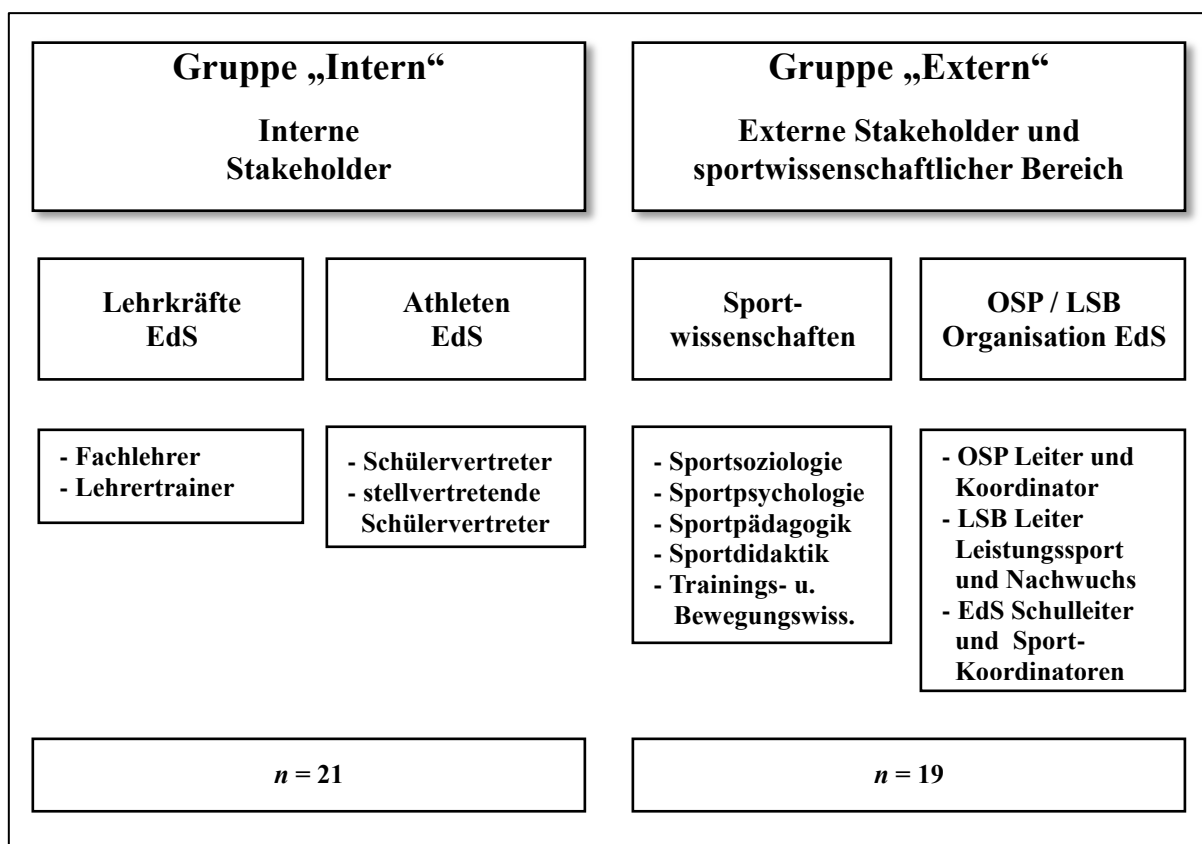 Gruppe „Intern“
Interne
Stakeholder
Gruppe „Extern“
Externe Stakeholder und
sportwissenschaftlicher Bereich
Lehrkräfte
EdS
Athleten
EdS
Sport-
wissenschaften
OSP / LSB
Organisation EdS
- Fachlehrer
- Lehrertrainer
- Schülervertreter
- stellvertretende
Schülervertreter
- Sportsoziologie
- Sportpsychologie
- Sportpädagogik
- Sportdidaktik
- Trainings- u.
Bewegungswiss.
- OSP Leiter und
Koordinator
- LSB Leiter
Leistungssport
und Nachwuchs
- EdS Schulleiter
und Sport-
Koordinatoren
n = 21
n = 19